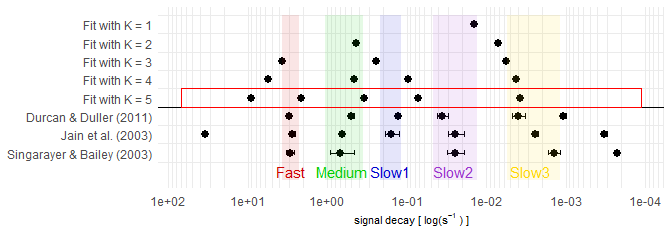 Fit with K = 1
Fit with K = 2
Fit with K = 3
Fit with K = 4
Fit with K = 5
Durcan & Duller (2011)
Jain et al. (2003)
Singarayer & Bailey (2003)
Fast Medium Slow1 Slow2 Slow3
1e+02 1e+01 1e+00 1e-01 1e-02 1e-03 1e-04
signal decay [ log(s⁻¹ ) ]